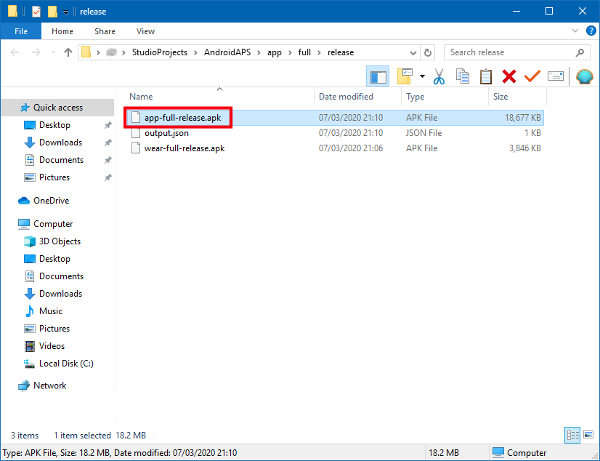 release
File Home Share View
StudioProjects AndroidAPS app full release
Search release
Name Date modified Type Size
Quick access
Desktop
Downloads
Documents
Pictures
OneDrive
Computer
3D Objects
Desktop
Documents
Downloads
Music
Pictures
Videos
Local Disk (C:)
Network
app-full-release.apk 07/03/2020 21:10 APK File 18,677 KB
output.json 07/03/2020 21:10 JSON File 1 KB
wear-full-release.apk 07/03/2020 21:06 APK File 3,846 KB
3 items 1 item selected 18.2 MB
Type: APK File, Size: 18.2 MB, Date modified: 07/03/2020 21:10 18.2 MB Computer